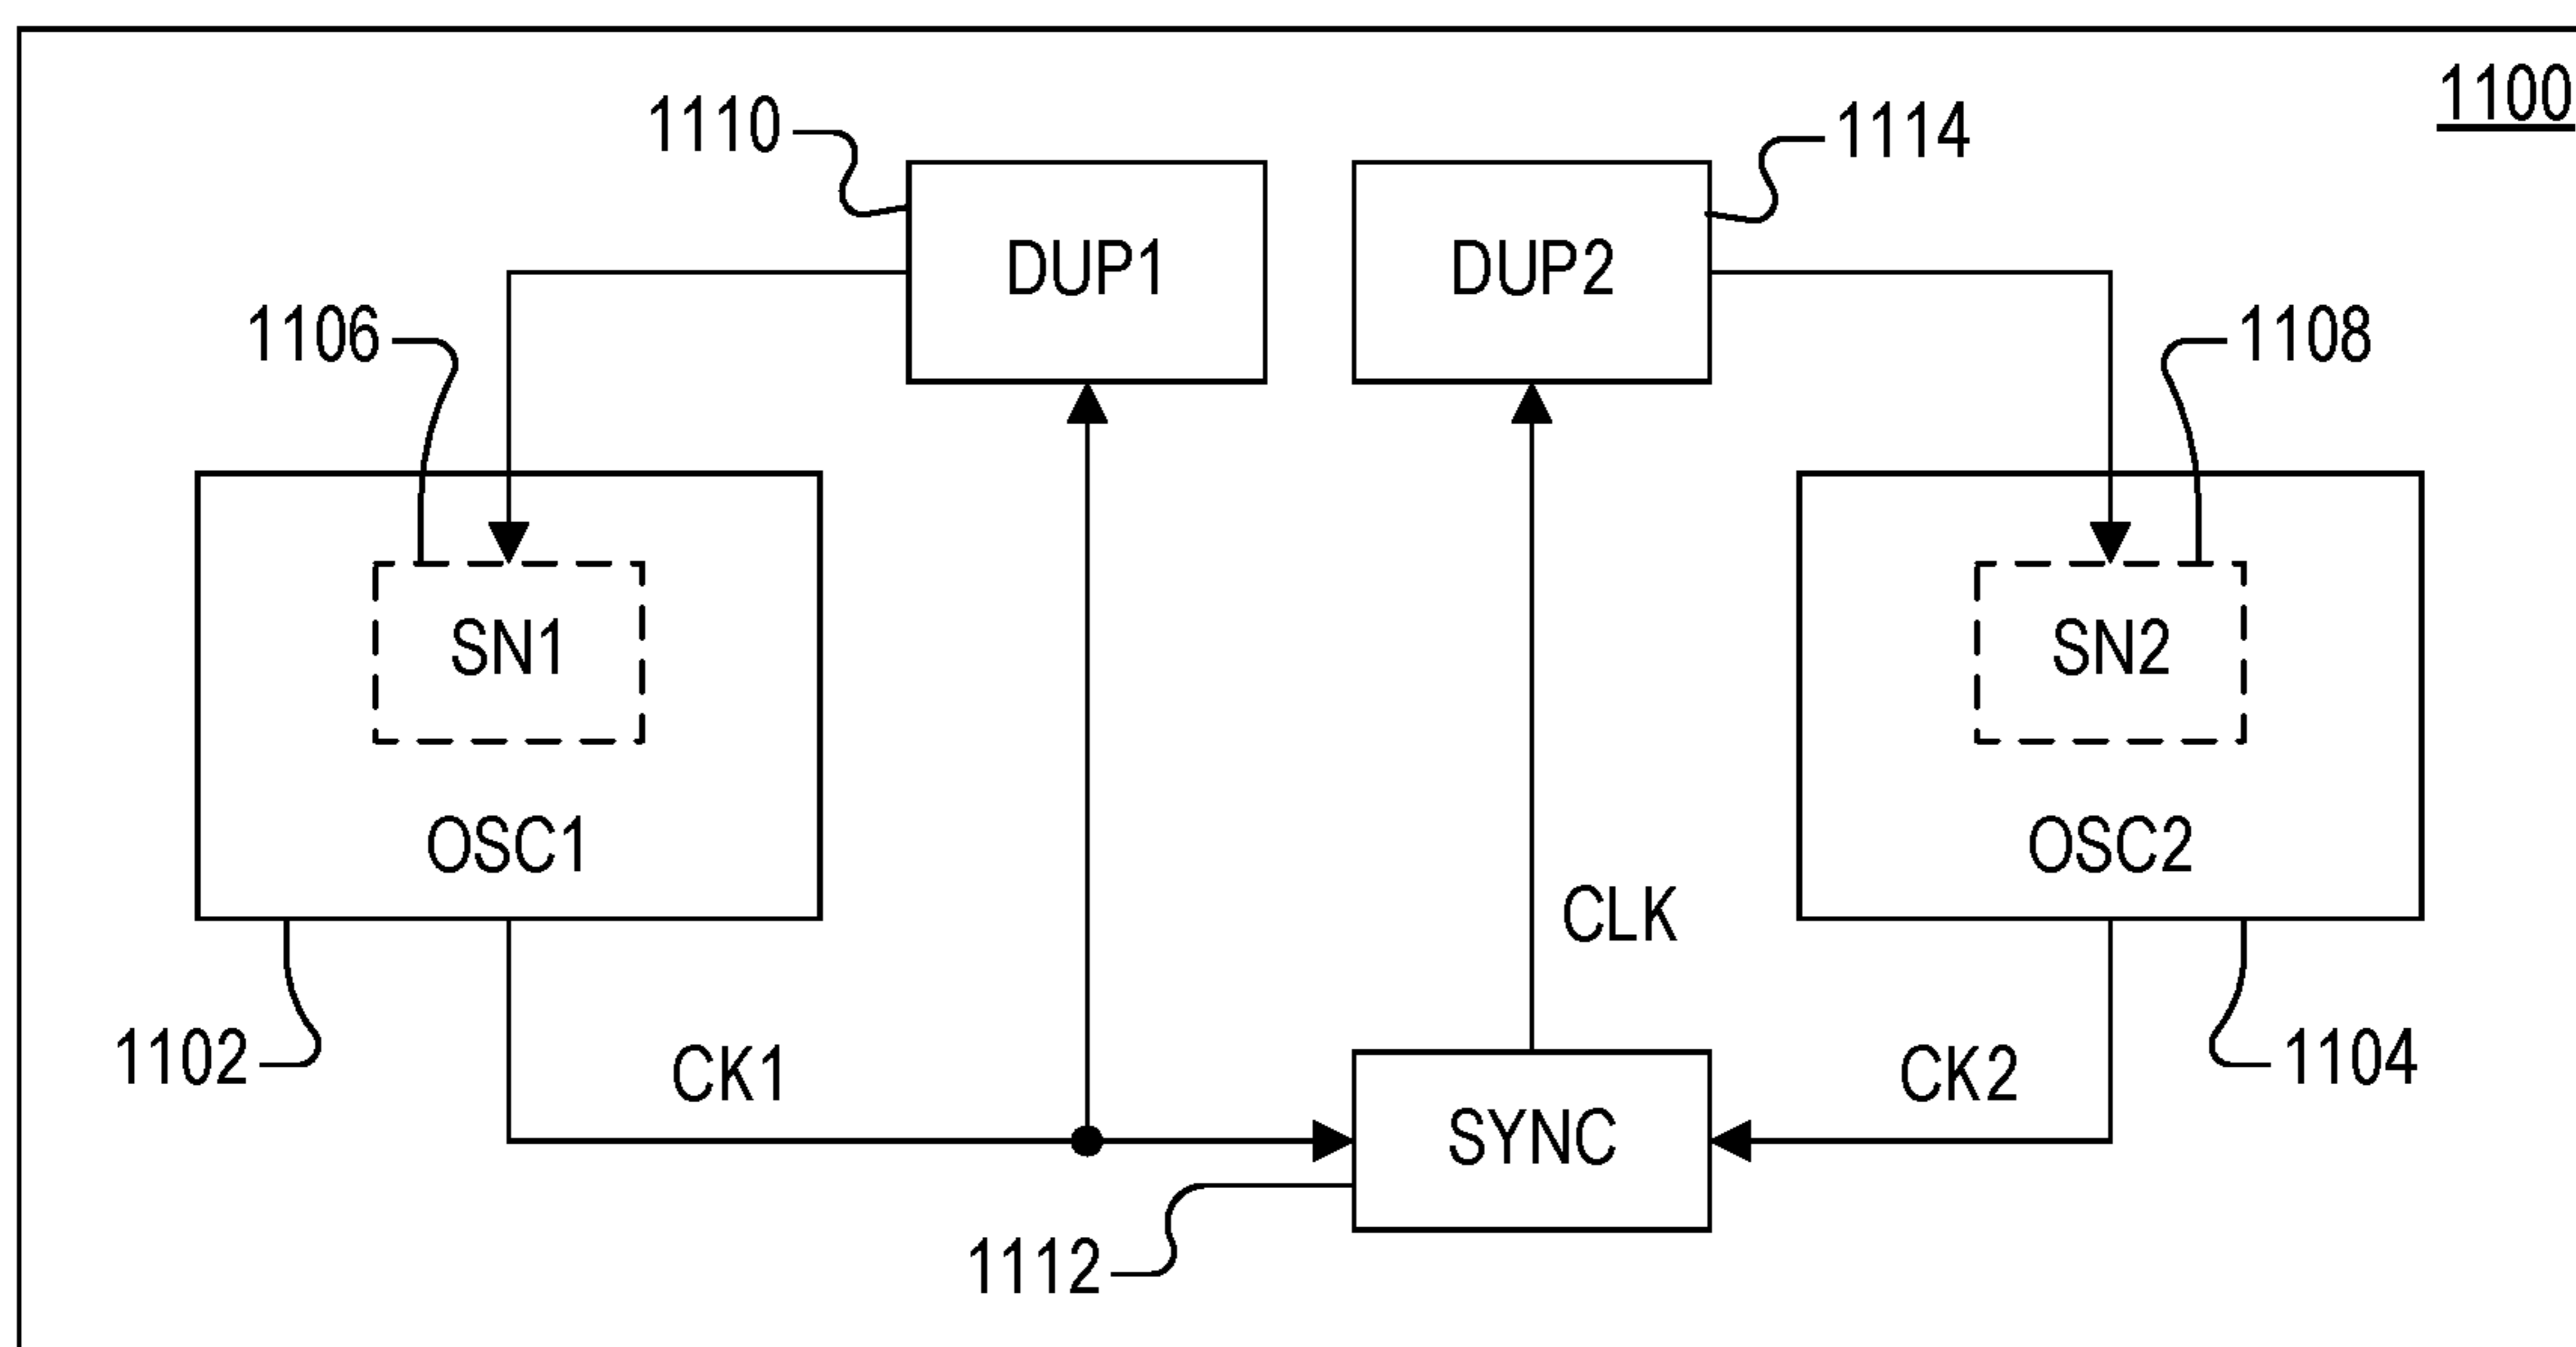 1100
1110
1114
DUP1
DUP2
1106
1108
SN1
SN2
OSC1
OSC2
CLK
1102
CK1
CK2
1104
SYNC
1112